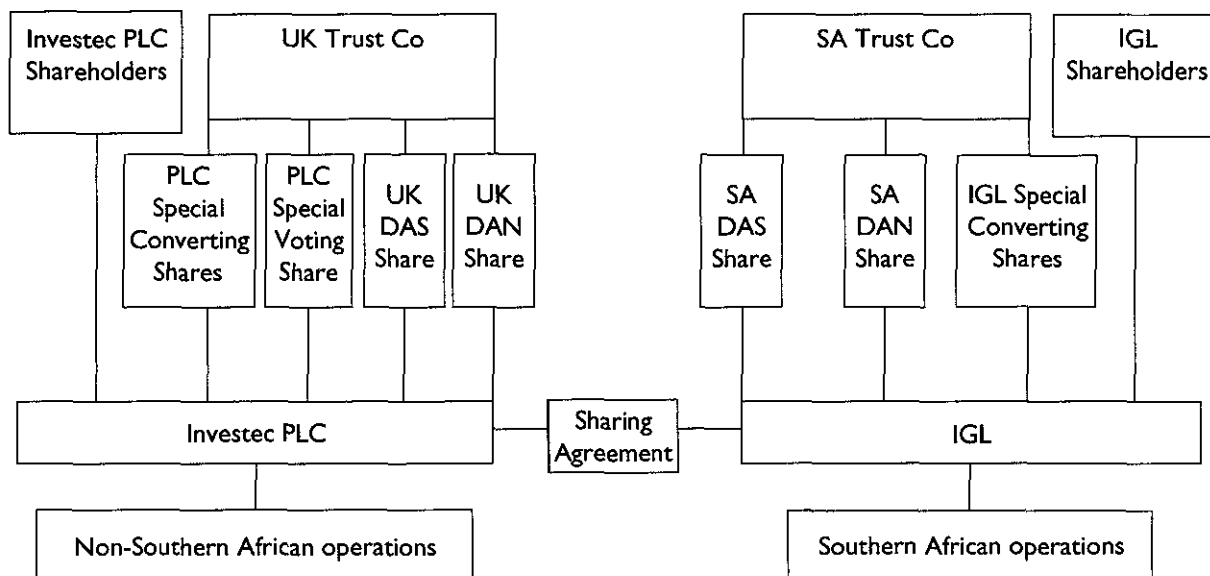 Investec PLC
Shareholders
UK Trust Co
SA Trust Co
IGL
Shareholders
PLC
Special
Converting
Shares
PLC
Special
Voting
Share
UK
DAS
Share
UK
DAN
Share
SA
DAS
Share
SA
DAN
Share
IGL Special
Converting
Shares
Investec PLC
Sharing
Agreement
IGL
Non-Southern African operations
Southern African operations